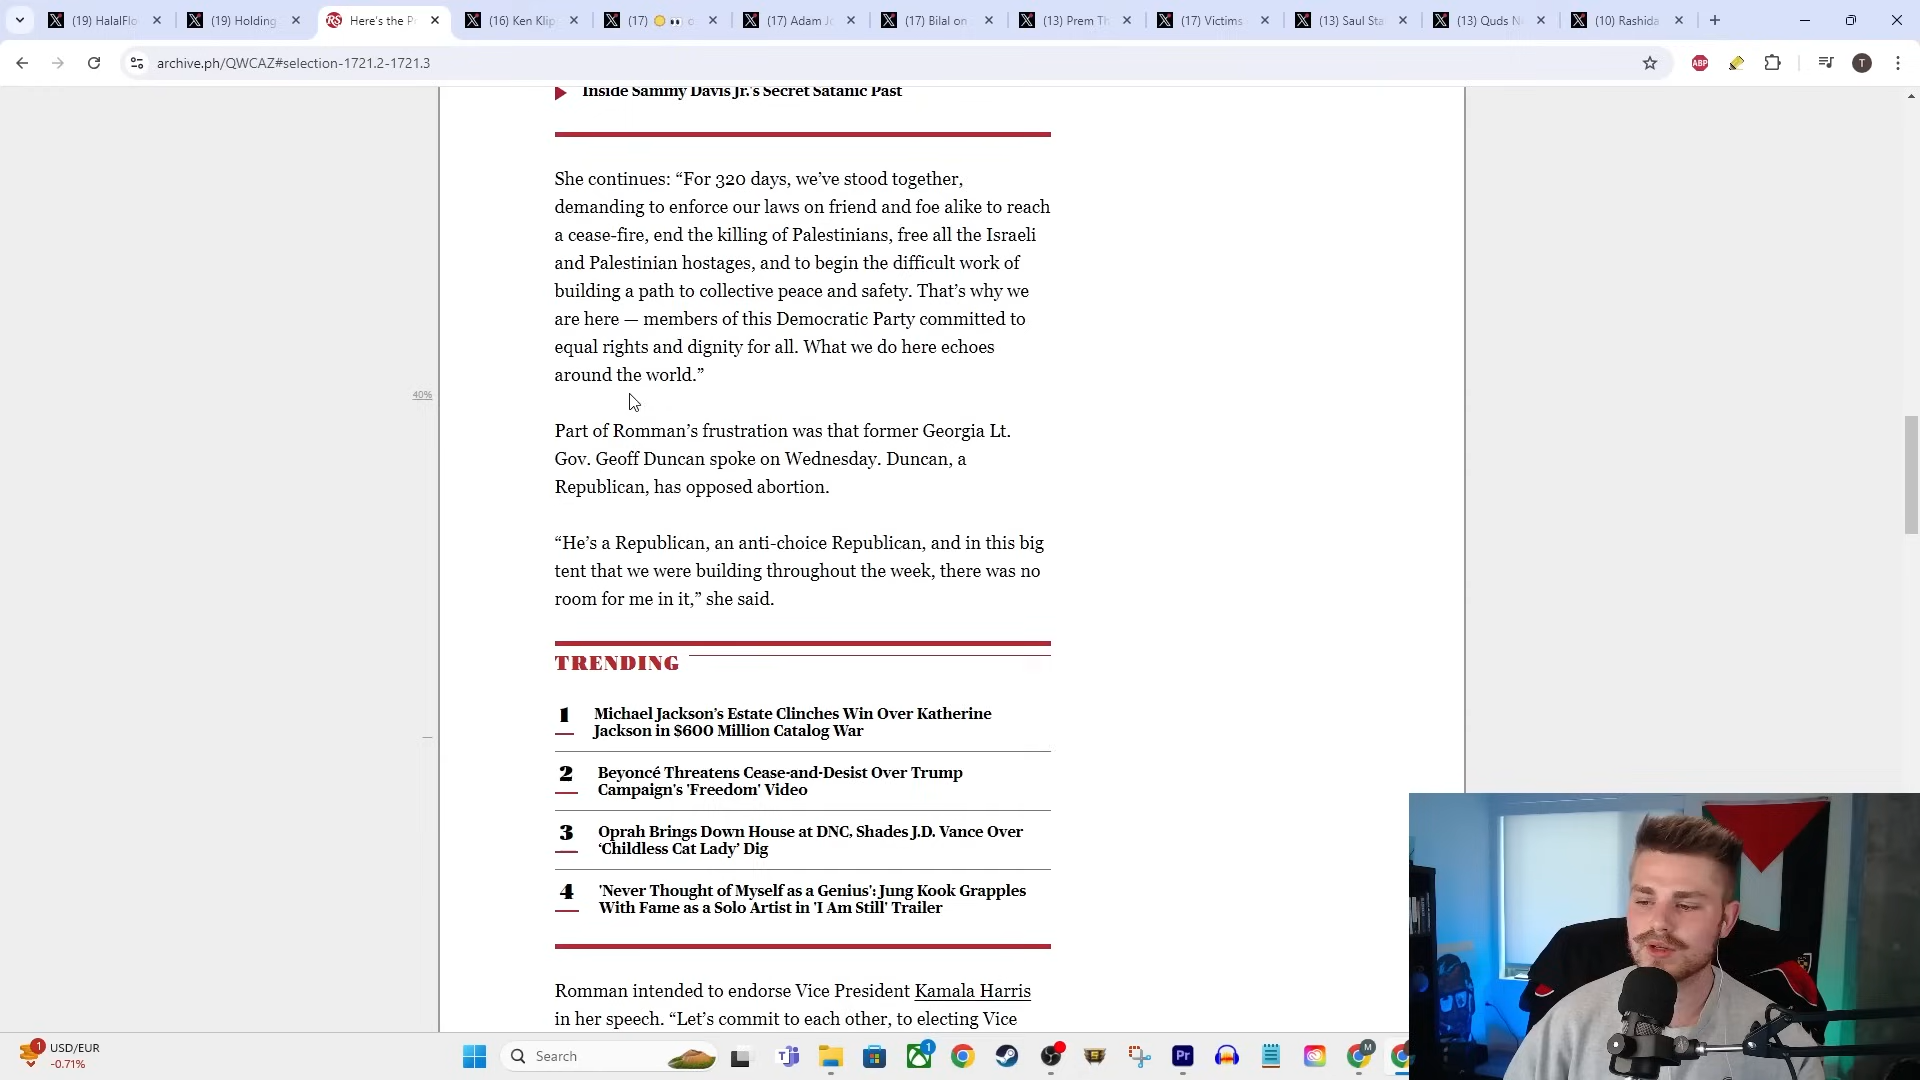 (19) HalalFlo
(19) Holding
Here's the P
(16) Ken Klip
(17)
(17) Adam Jo
(17) Bilal on
(13) Prem Th
(17) Victims
(13) Saul Sta
(13) Quds N
(10) Rashida
archive.ph/QWCAZ#selection-1721.2-1721.3
ABP
T
Inside Sammy Davis Jr.'s Secret Satanic Past
She continues: “For 320 days, we’ve stood together,
demanding to enforce our laws on friend and foe alike to reach
a cease-fire, end the killing of Palestinians, free all the Israeli
and Palestinian hostages, and to begin the difficult work of
building a path to collective peace and safety. That’s why we
are here — members of this Democratic Party committed to
equal rights and dignity for all. What we do here echoes
around the world.”
40%
Part of Romman’s frustration was that former Georgia Lt.
Gov. Geoff Duncan spoke on Wednesday. Duncan, a
Republican, has opposed abortion.
“He’s a Republican, an anti-choice Republican, and in this big
tent that we were building throughout the week, there was no
room for me in it,” she said.
TRENDING
1 Michael Jackson’s Estate Clinches Win Over Katherine
Jackson in $600 Million Catalog War
2 Beyoncé Threatens Cease-and-Desist Over Trump
Campaign's 'Freedom' Video
3 Oprah Brings Down House at DNC, Shades J.D. Vance Over
‘Childless Cat Lady’ Dig
4 'Never Thought of Myself as a Genius': Jung Kook Grapples
With Fame as a Solo Artist in 'I Am Still' Trailer
Romman intended to endorse Vice President Kamala Harris
in her speech. “Let’s commit to each other, to electing Vice
1
USD/EUR
-0.71%
Search
1
Pr
M